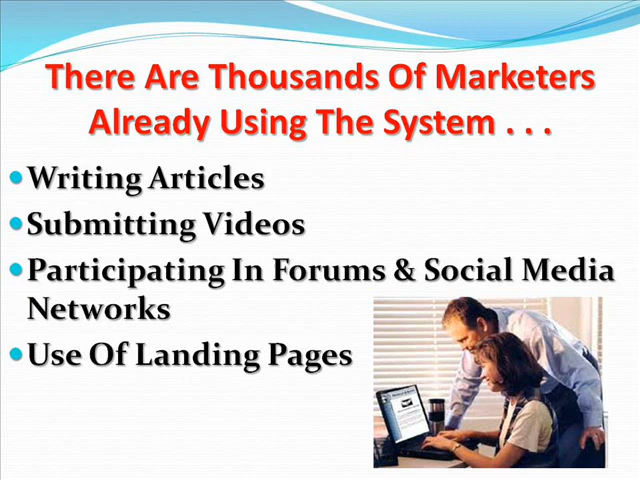 There Are Thousands Of Marketers
Already Using The System . . .
Writing Articles
Submitting Videos
Participating In Forums & Social Media
Networks
Use Of Landing Pages